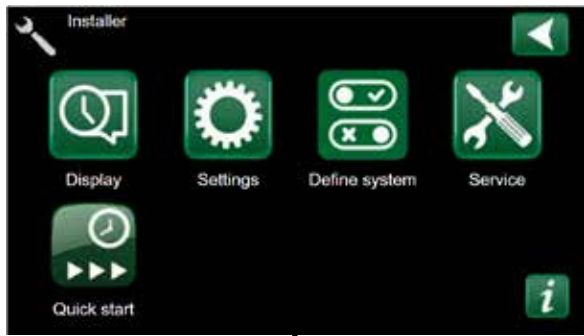 Installer
Display
Settings
Define system
Service
Quick start
i